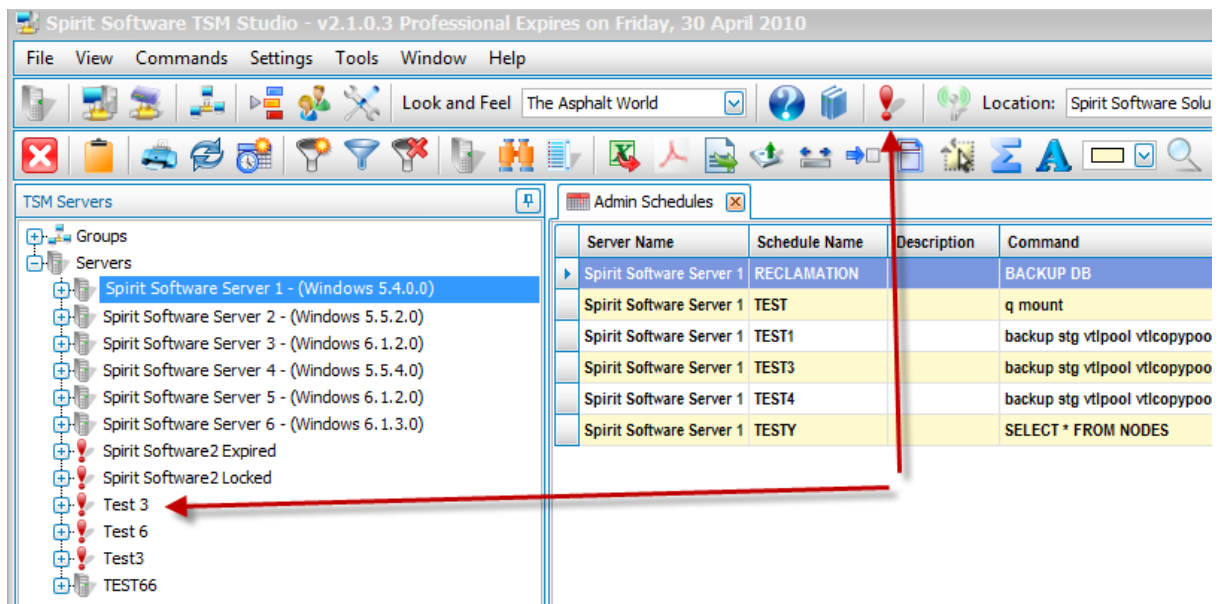 Spirit Software TSM Studio - v2.1.0.3 Professional Expires on Friday, 30 April 2010
File View Commands Settings Tools Window Help
Look and Feel The Asphalt World Location: Spirit Software Solu
TSM Servers
Admin Schedules
Groups
Servers
Spirit Software Server 1 - (Windows 5.4.0.0)
Spirit Software Server 2 - (Windows 5.5.2.0)
Spirit Software Server 3 - (Windows 6.1.2.0)
Spirit Software Server 4 - (Windows 5.5.4.0)
Spirit Software Server 5 - (Windows 6.1.2.0)
Spirit Software Server 6 - (Windows 6.1.3.0)
Spirit Software2 Expired
Spirit Software2 Locked
Test 3
Test 6
Test3
TEST66
Server Name Schedule Name Description Command
Spirit Software Server 1 RECLAMATION BACKUP DB
Spirit Software Server 1 TEST q mount
Spirit Software Server 1 TEST1 backup stg vtlpool vtlcopypoo
Spirit Software Server 1 TEST3 backup stg vtlpool vtlcopypoo
Spirit Software Server 1 TEST4 backup stg vtlpool vtlcopypoo
Spirit Software Server 1 TESTY SELECT * FROM NODES